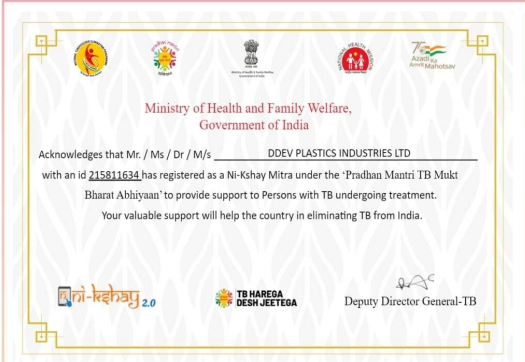 Azadi Ka
Amrit Mahotsav
Ministry of Health and Family Welfare,
Government of India
Acknowledges that Mr. / Ms / Dr / M/s DDEV PLASTICS INDUSTRIES LTD
with an id 215811634 has registered as a Ni-Kshay Mitra under the ‘Pradhan Mantri TB Mukt
Bharat Abhiyaan’ to provide support to Persons with TB undergoing treatment.
Your valuable support will help the country in eliminating TB from India.
ni-kshay 2.0
TB HAREGA
DESH JEETEGA
Deputy Director General-TB